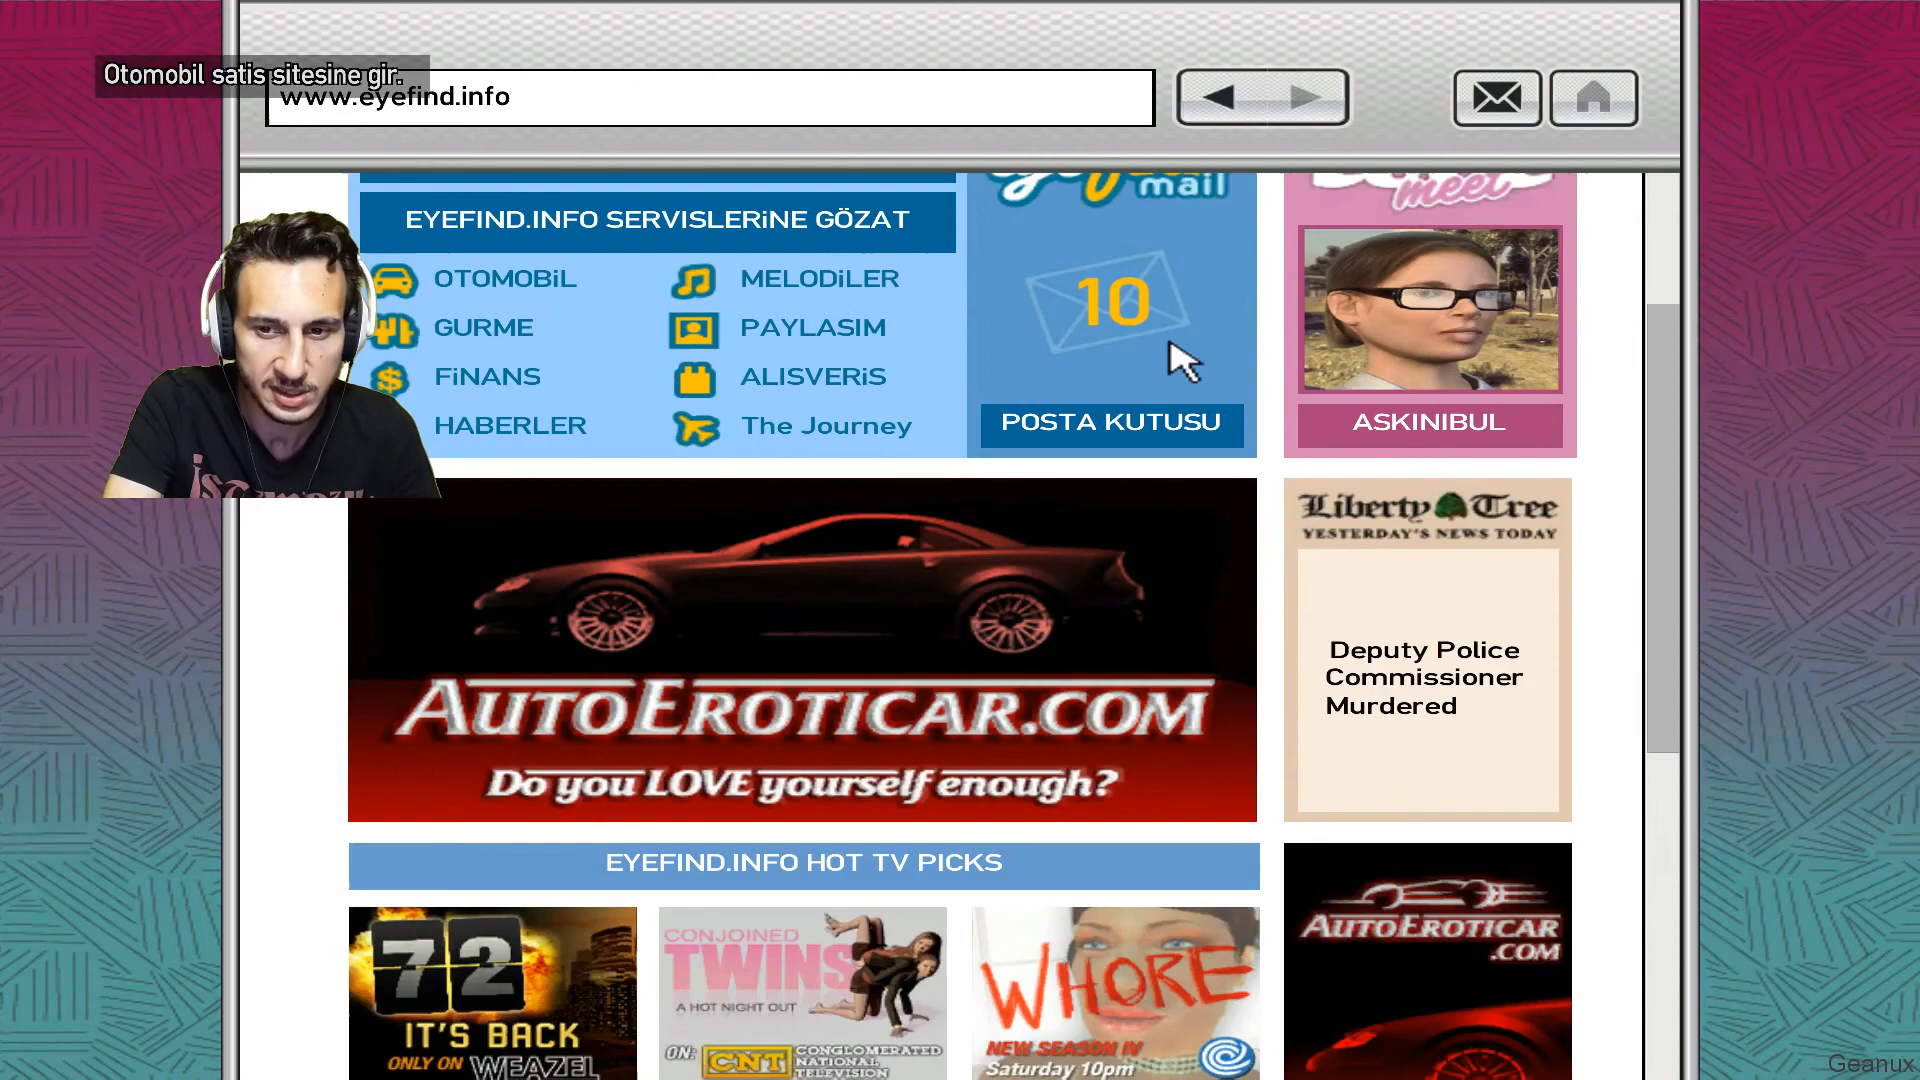 Otomobil satis sitesine gir.
www.eyefind.info
mail
meet
EYEFIND.INFO SERVISLERiNE GÖZAT
OTOMOBiL
MELODiLER
GURME
PAYLASIM
FiNANS
ALISVERiS
HABERLER
The Journey
10
POSTA KUTUSU
ASKINIBUL
AUTOEROTICAR.COM
Do you LOVE yourself enough?
Liberty Tree
YESTERDAY'S NEWS TODAY
Deputy Police
Commissioner
Murdered
EYEFIND.INFO HOT TV PICKS
72
IT'S BACK
ONLY ON WEAZEL
CONJOINED
TWINS
A HOT NIGHT OUT
ON: CNT CONGLOMERATED
NATIONAL
TELEVISION
WHORE
NEW SEASON IV
Saturday 10pm
AUTOEROTICAR
.COM
Geanux